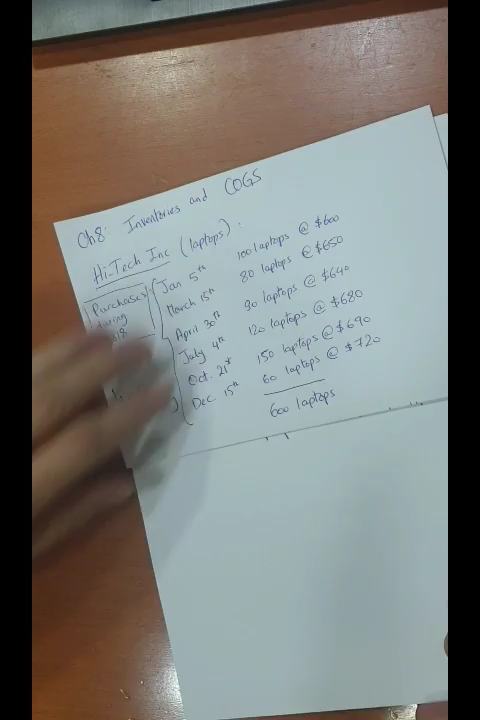 Ch8: Inventories and COGS
Hi-Tech Inc (laptops):
Purchases
during
Jan 5th 100 laptops @ $600
March 15th 80 laptops @ $650
April 30th 90 laptops @ $640
July 4th 120 laptops @ $680
Oct. 21st 150 laptops @ $690
Dec. 15th 60 laptops @ $720
600 laptops